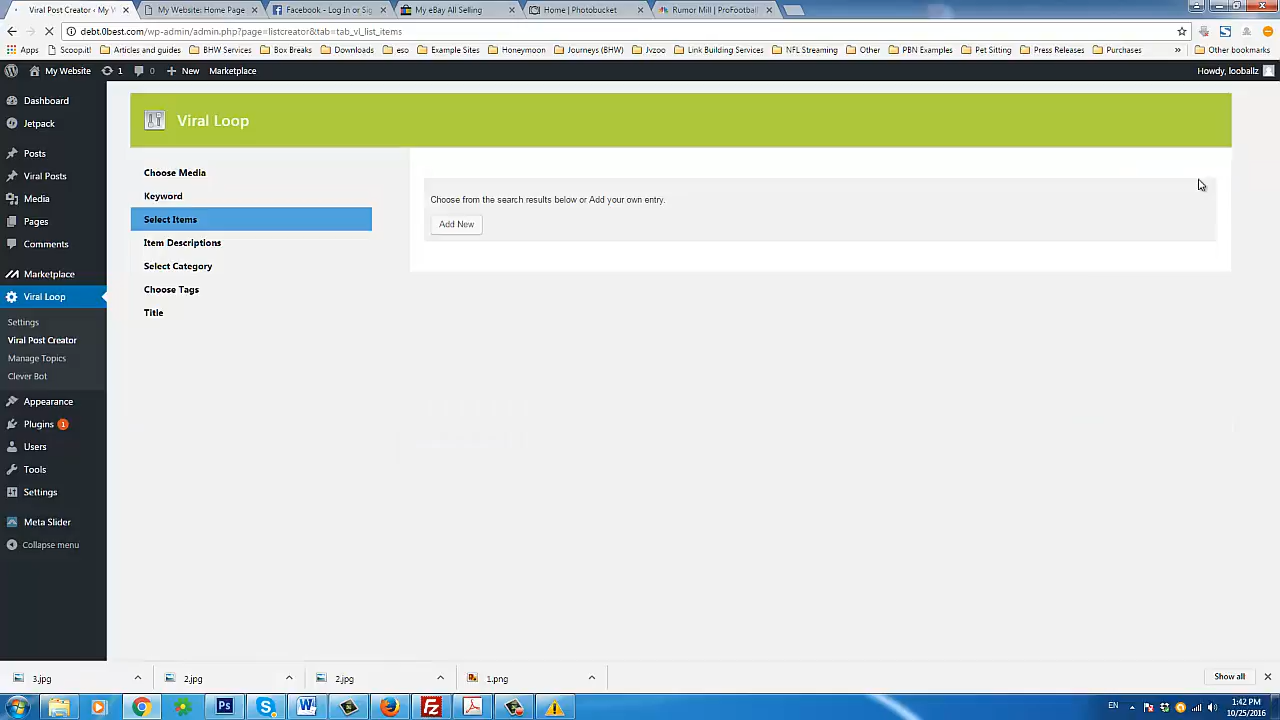 Viral Post Creator ‹ My W
My Website: Home Page
Facebook - Log In or Sig
My eBay All Selling
Home | Photobucket
Rumor Mill | ProFootball
debt.0best.com/wp-admin/admin.php?page=listcreator&tab=tab_vl_list_items
Apps
Scoop.it!
Articles and guides
BHW Services
Box Breaks
Downloads
eso
Example Sites
Honeymoon
Journeys (BHW)
Jvzoo
Link Building Services
NFL Streaming
Other
PBN Examples
Pet Sitting
Press Releases
Purchases
»
Other bookmarks
My Website
1
0
New
Marketplace
Howdy, looballz
Dashboard
Jetpack
Posts
Viral Posts
Media
Pages
Comments
Marketplace
Viral Loop
Settings
Viral Post Creator
Manage Topics
Clever Bot
Appearance
Plugins 1
Users
Tools
Settings
Meta Slider
Collapse menu
Viral Loop
Choose Media
Keyword
Select Items
Item Descriptions
Select Category
Choose Tags
Title
Choose from the search results below or Add your own entry.
Add New
3.jpg
2.jpg
2.jpg
1.png
Show all
EN
1:42 PM
10/25/2016